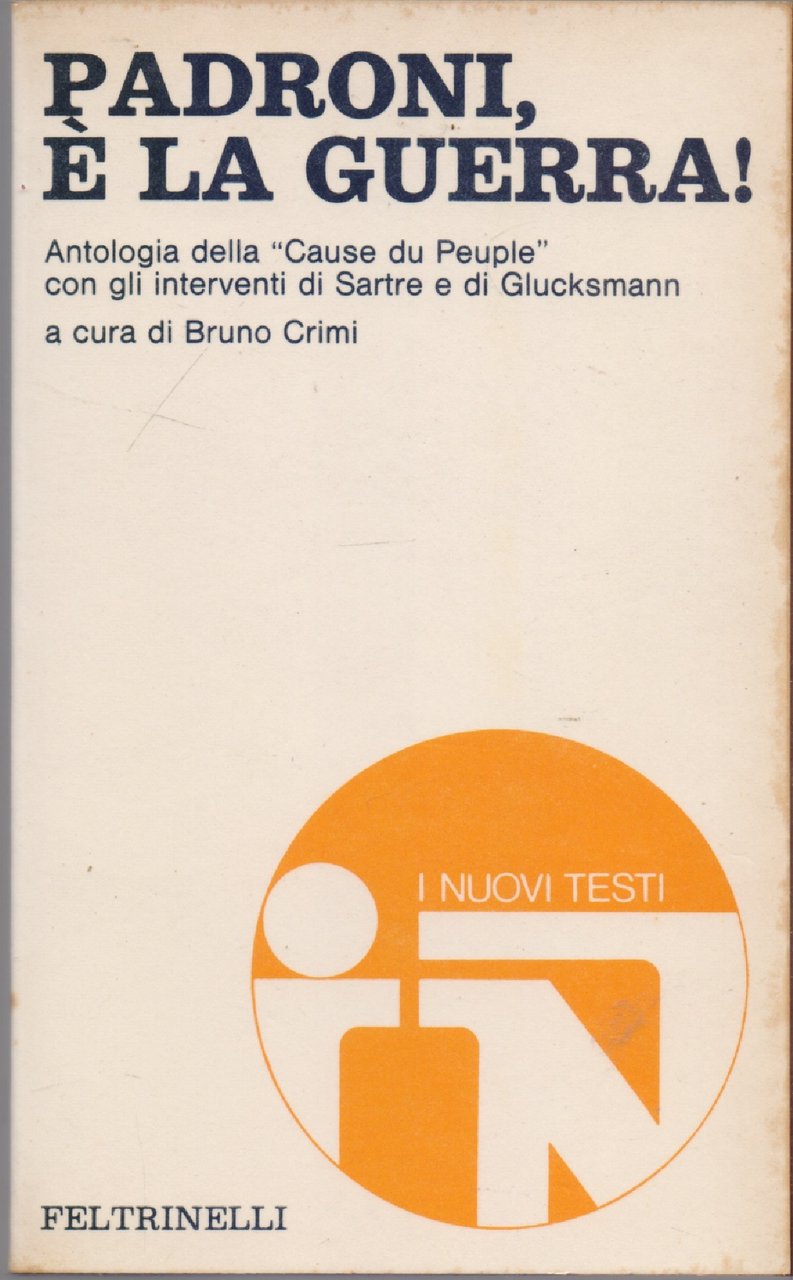 PADRONI,
È LA GUERRA!
Antologia della “Cause du Peuple”
con gli interventi di Sartre e di Glucksmann
a cura di Bruno Crimi
I NUOVI TESTI
iNT
FELTRINELLI